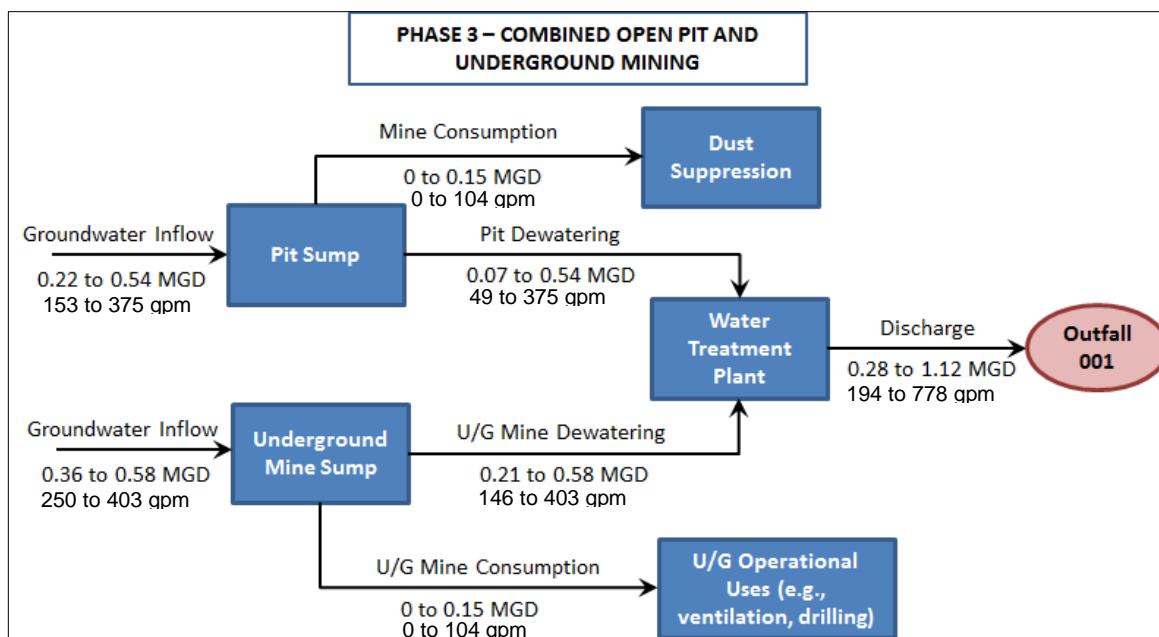 PHASE 3 – COMBINED OPEN PIT AND
UNDERGROUND MINING
Mine Consumption
0 to 0.15 MGD
0 to 104 gpm
Dust
Suppression
Groundwater Inflow
0.22 to 0.54 MGD
153 to 375 gpm
Pit Sump
Pit Dewatering
0.07 to 0.54 MGD
49 to 375 gpm
Water
Treatment
Plant
Discharge
0.28 to 1.12 MGD
194 to 778 gpm
Outfall
001
Groundwater Inflow
0.36 to 0.58 MGD
250 to 403 gpm
Underground
Mine Sump
U/G Mine Dewatering
0.21 to 0.58 MGD
146 to 403 gpm
U/G Mine Consumption
0 to 0.15 MGD
0 to 104 gpm
U/G Operational
Uses (e.g.,
ventilation, drilling)